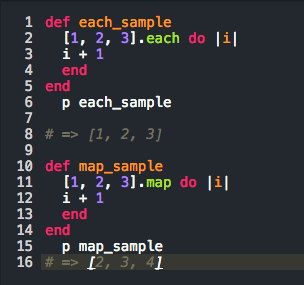 1 def each_sample
2   [1, 2, 3].each do |i|
3   i + 1
4   end
5 end
6   p each_sample
7
8 # => [1, 2, 3]
9
10 def map_sample
11   [1, 2, 3].map do |i|
12   i + 1
13   end
14 end
15   p map_sample
16 # => [2, 3, 4]